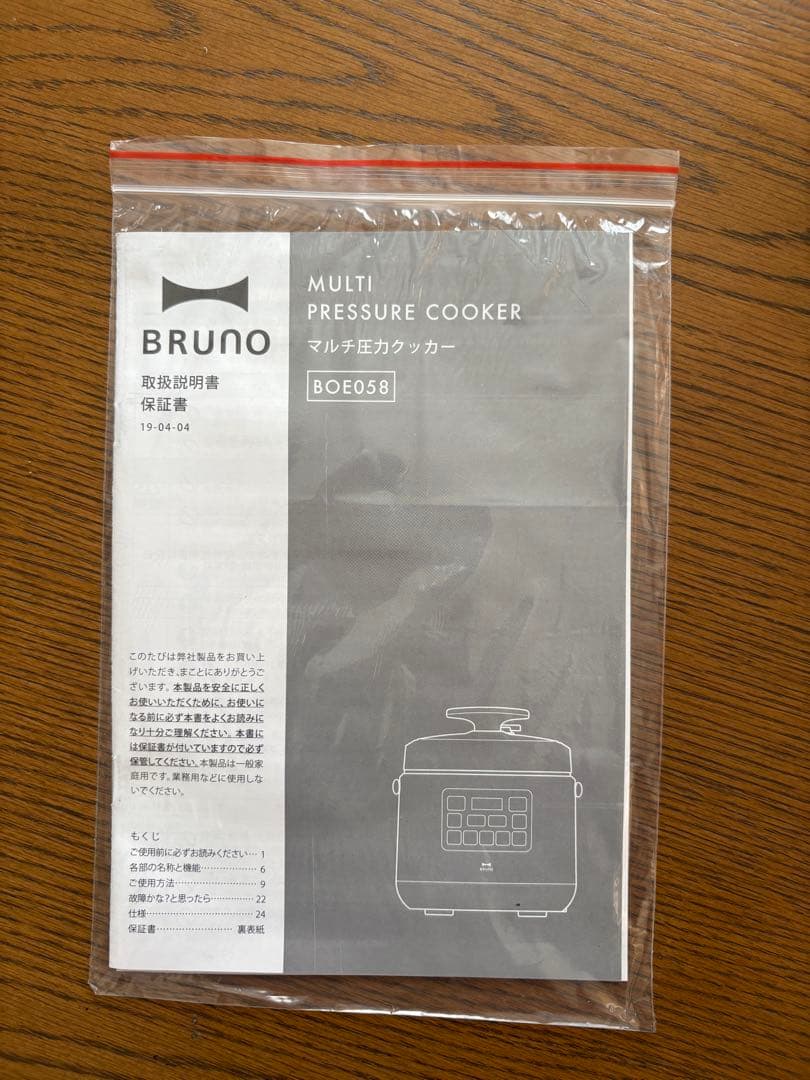 BRUNO
取扱説明書
保証書
19-04-04
MULTI
PRESSURE COOKER
マルチ圧力クッカー
BOE058
このたびは弊社製品をお買い上
げいただき、まことにありがとうご
ざいます。本製品を安全に正しく
お使いいただくために、お使いに
なる前に必ず本書をよくお読みに
なり十分ご理解ください。本書に
は保証書が付いていますので必ず
保管してください。本製品は一般家
庭用です。業務用などに使用しな
いでください。
もくじ
ご使用前に必ずお読みください… 1
各部の名称と機能……………… 6
ご使用方法…………………… 9
故障かな?と思ったら………… 22
仕様…………………………… 24
保証書…………………… 裏表紙
BRUNO